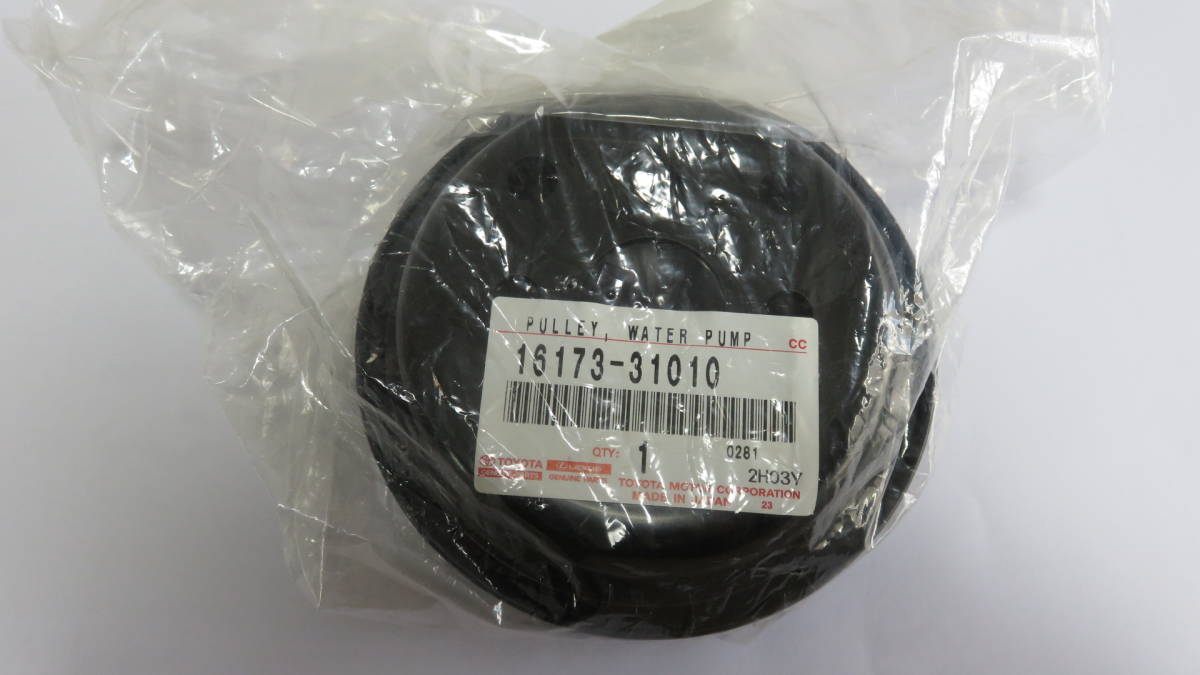 PULLEY, WATER PUMP CC
16173-31010
QTY: 1 0281
TOYOTA LEXUS 2H03Y
GENUINE PARTS TOYOTA MOTOR CORPORATION
MADE IN JAPAN 23